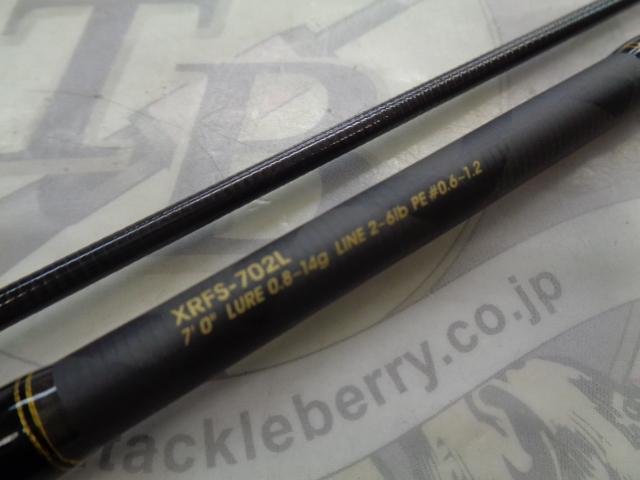 TB
XRFS-702L
7' 0" LURE 0.8-14g LINE 2-6lb PE #0.6-1.2
tackleberry.co.jp